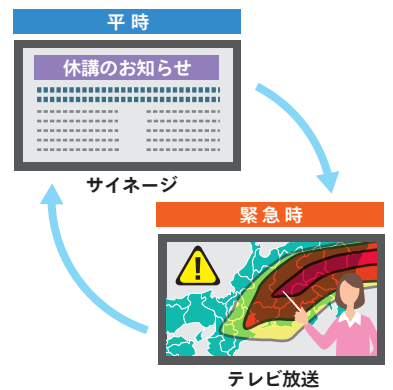 平時
休講のお知らせ
サイネージ
緊急時
!
テレビ放送